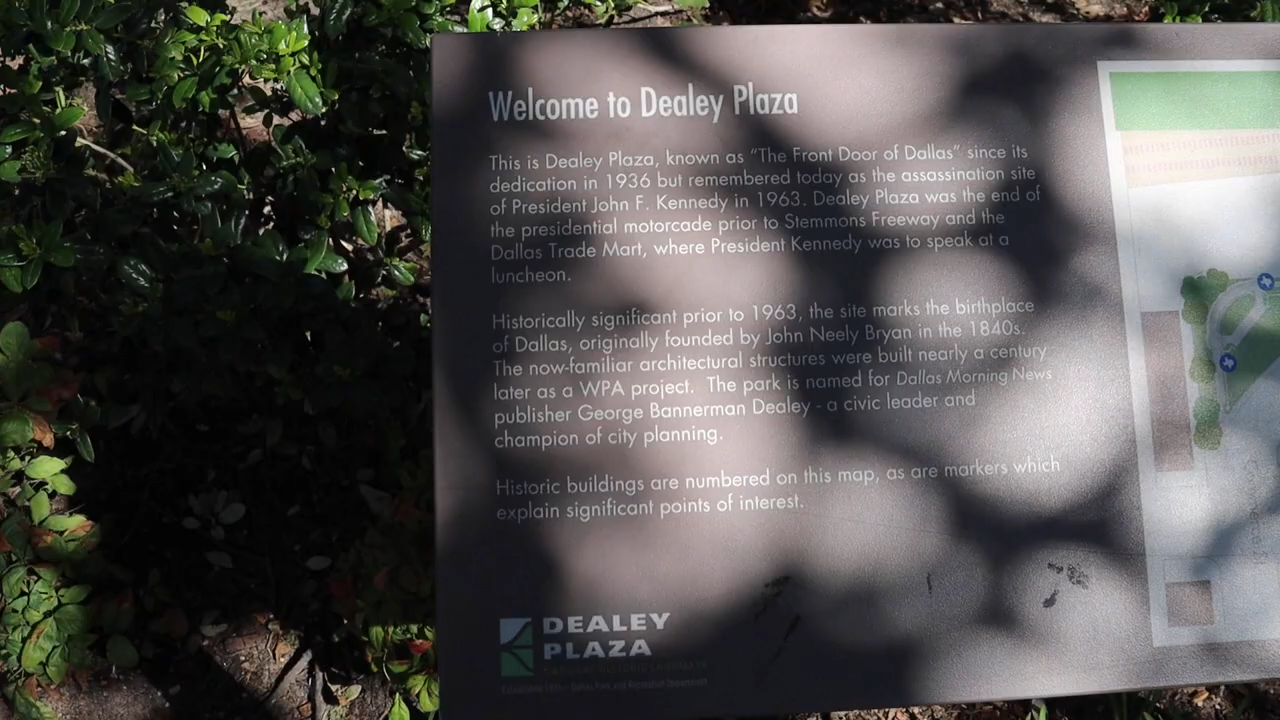 Welcome to Dealey Plaza
This is Dealey Plaza, known as “The Front Door of Dallas” since its
dedication in 1936 but remembered today as the assassination site
of President John F. Kennedy in 1963. Dealey Plaza was the end of
the presidential motorcade prior to Stemmons Freeway and the
Dallas Trade Mart, where President Kennedy was to speak at a
luncheon.
Historically significant prior to 1963, the site marks the birthplace
of Dallas, originally founded by John Neely Bryan in the 1840s.
The now-familiar architectural structures were built nearly a century
later as a WPA project. The park is named for Dallas Morning News
publisher George Bannerman Dealey - a civic leader and
champion of city planning.
Historic buildings are numbered on this map, as are markers which
explain significant points of interest.
DEALEY
PLAZA
NATIONAL HISTORIC LANDMARK